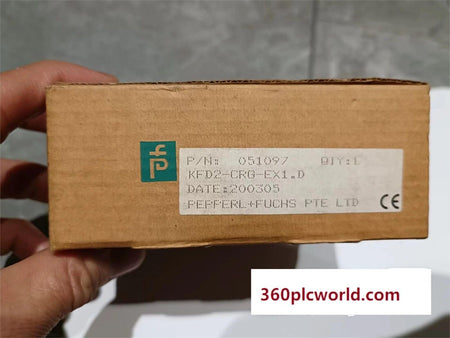 P/N: 051097 QTY:1
KFD2-CRG-EX1.D
DATE:200305
PEPPERL+FUCHS PTE LTD
CE
360plcworld.com